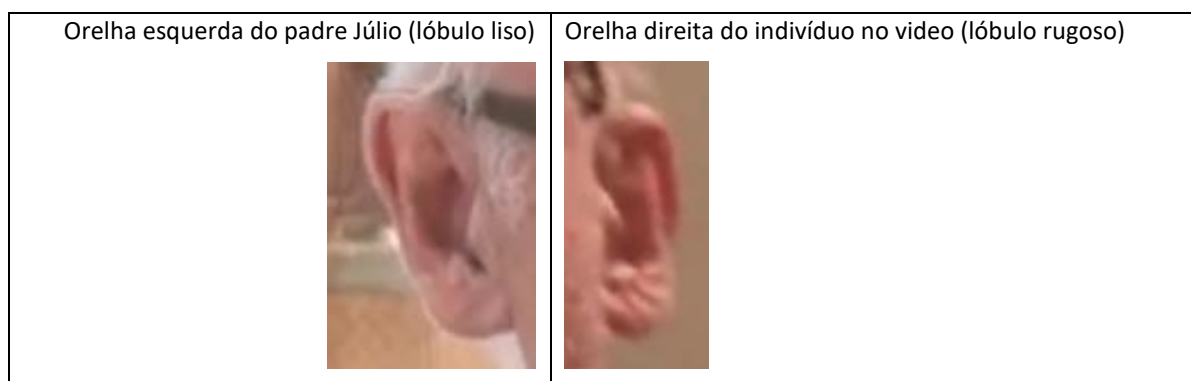 Orelha esquerda do padre Júlio (lóbulo liso)
Orelha direita do indivíduo no video (lóbulo rugoso)